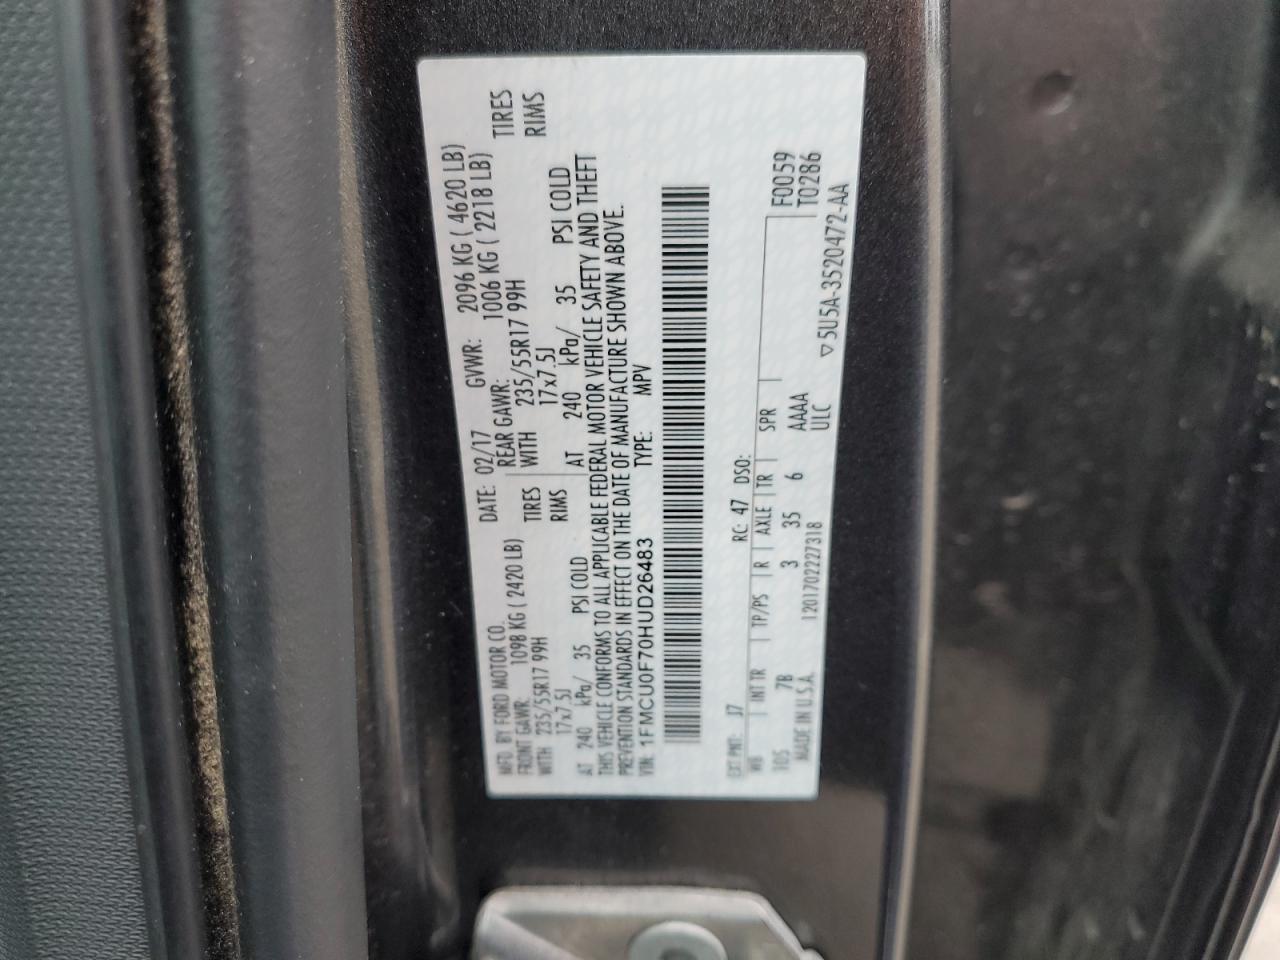 MFD. BY FORD MOTOR CO.
DATE: 02/17 GVWR: 2096 KG ( 4620 LB)
FRONT GAWR: 1098 KG ( 2420 LB)
REAR GAWR: 1006 KG ( 2218 LB)
WITH 235/55R17 99H TIRES
WITH 235/55R17 99H TIRES
17x7.5J RIMS
17x7.5J RIMS
AT 240 kPa/ 35 PSI COLD
AT 240 kPa/ 35 PSI COLD
THIS VEHICLE CONFORMS TO ALL APPLICABLE FEDERAL MOTOR VEHICLE SAFETY AND THEFT
PREVENTION STANDARDS IN EFFECT ON THE DATE OF MANUFACTURE SHOWN ABOVE.
VIN: 1FMCU0F70HUD26483 TYPE: MPV
EXT PNT: J7 RC: 47 DSO:
F0059
WB INT TR TP/PS R AXLE TR SPR
T0286
105 7B 3 35 6 AAAA
MADE IN U.S.A. 1201702227318 ULC
▽5U5A-3520472-AA